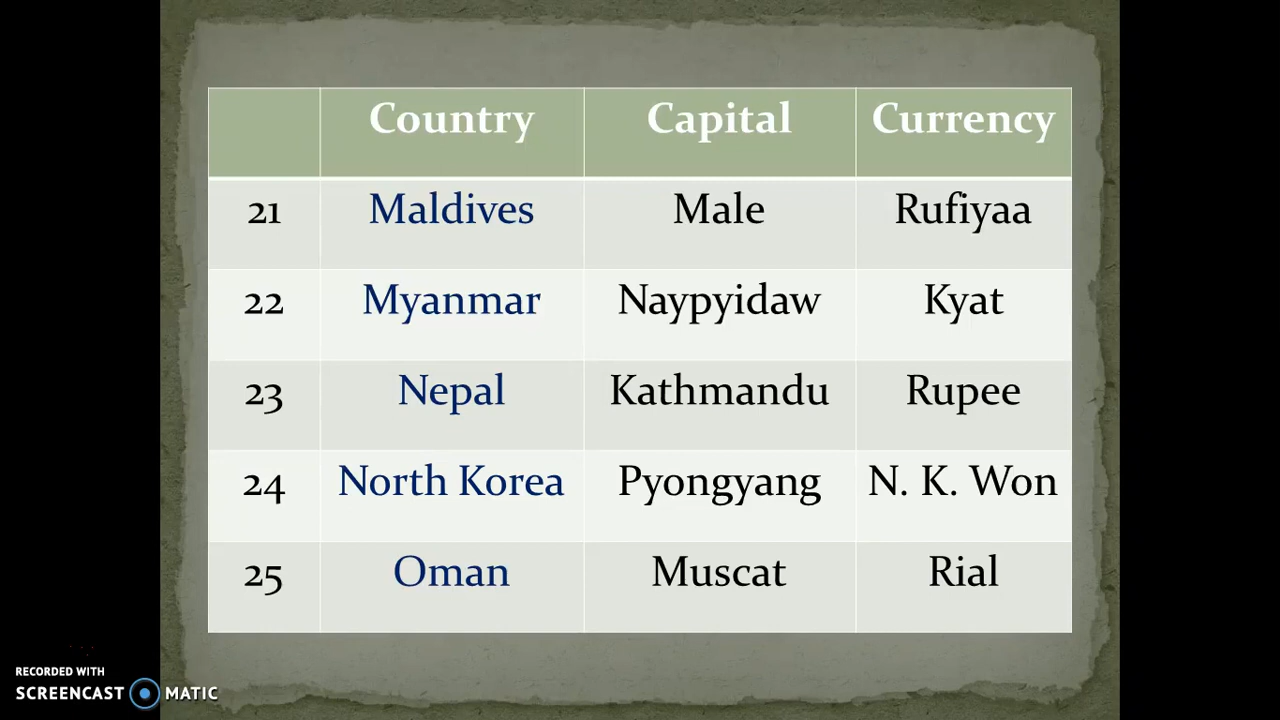 Country Capital Currency
21 Maldives Male Rufiyaa
22 Myanmar Naypyidaw Kyat
23 Nepal Kathmandu Rupee
24 North Korea Pyongyang N. K. Won
25 Oman Muscat Rial
RECORDED WITH
SCREENCAST MATIC